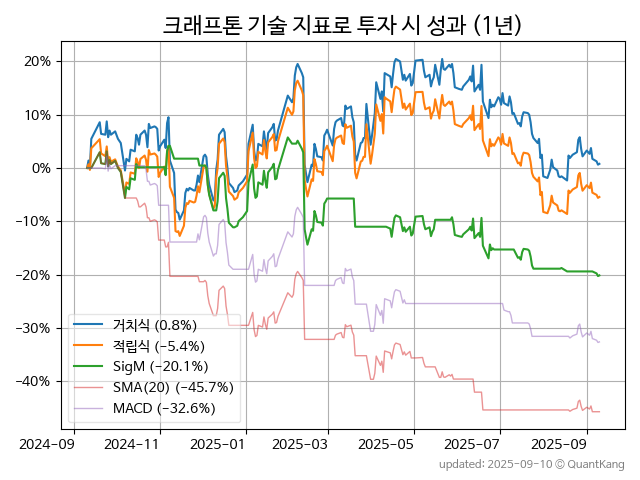 크래프톤 기술 지표로 투자 시 성과 (1년)
20%
10%
0%
−10%
−20%
−30%
−40%
거치식 (0.8%)
적립식 (−5.4%)
SigM (−20.1%)
SMA(20) (−45.7%)
MACD (−32.6%)
2024-09 2024-11 2025-01 2025-03 2025-05 2025-07 2025-09
updated: 2025-09-10 © QuantKang